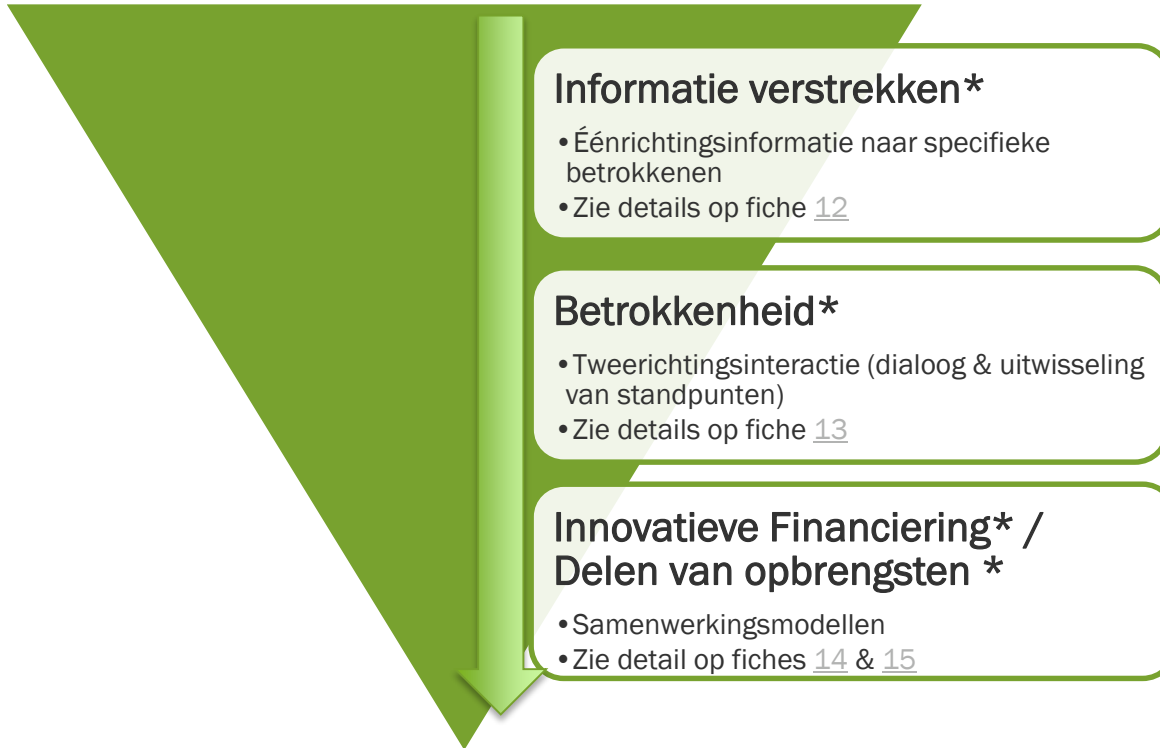 Informatie verstrekken*
•Éénrichtingsinformatie naar specifieke
betrokkenen
•Zie details op fiche 12
Betrokkenheid*
•Tweerichtingsinteractie (dialoog & uitwisseling
van standpunten)
•Zie details op fiche 13
Innovatieve Financiering* /
Delen van opbrengsten *
•Samenwerkingsmodellen
•Zie detail op fiches 14 & 15